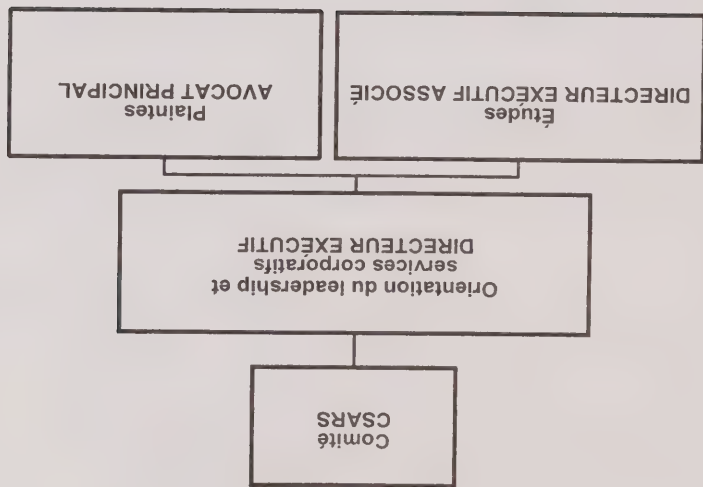 Comité
CSARS
Orientation du leadership et
services corporatifs
DIRECTEUR EXÉCUTIF
Études
DIRECTEUR EXÉCUTIF ASSOCIÉ
Plaintes
AVOCAT PRINCIPAL